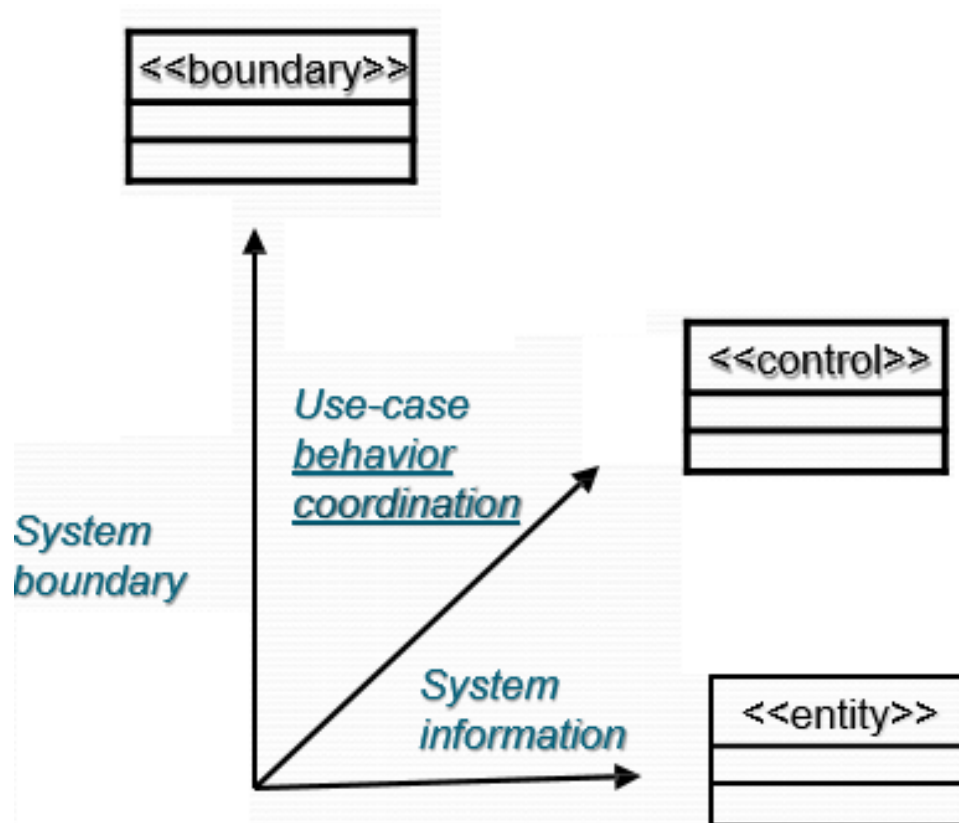 <<boundary>>
<<control>>
Use-case
behavior
coordination
System
boundary
System
information
<<entity>>